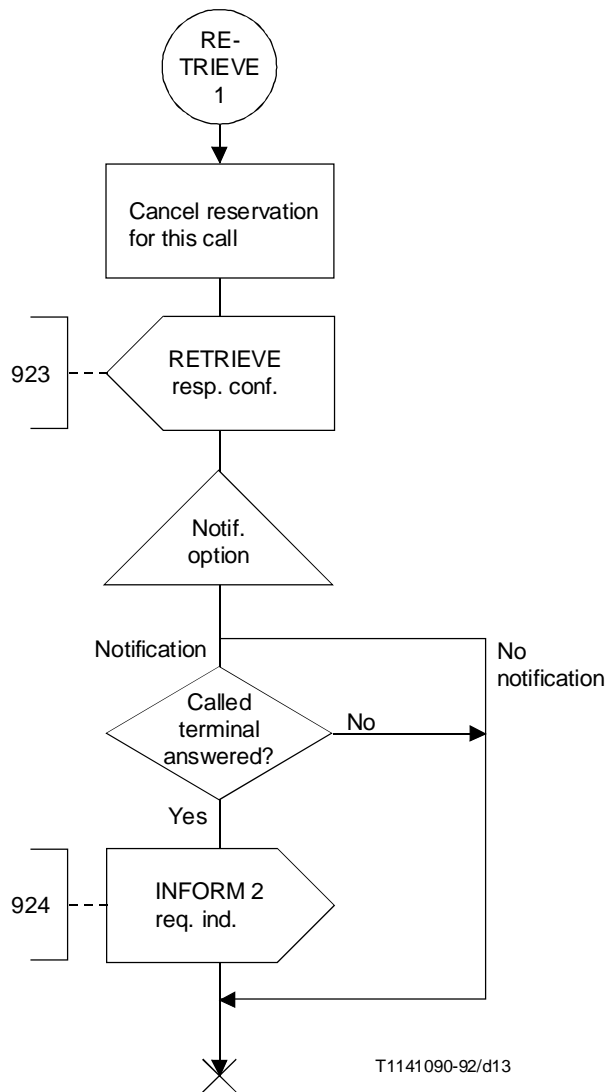 RE-
TRIEVE
1
Cancel reservation
for this call
923
RETRIEVE
resp. conf.
Notif.
option
Notification
No
notification
Called
terminal
answered?
No
Yes
924
INFORM 2
req. ind.
T1141090-92/d13